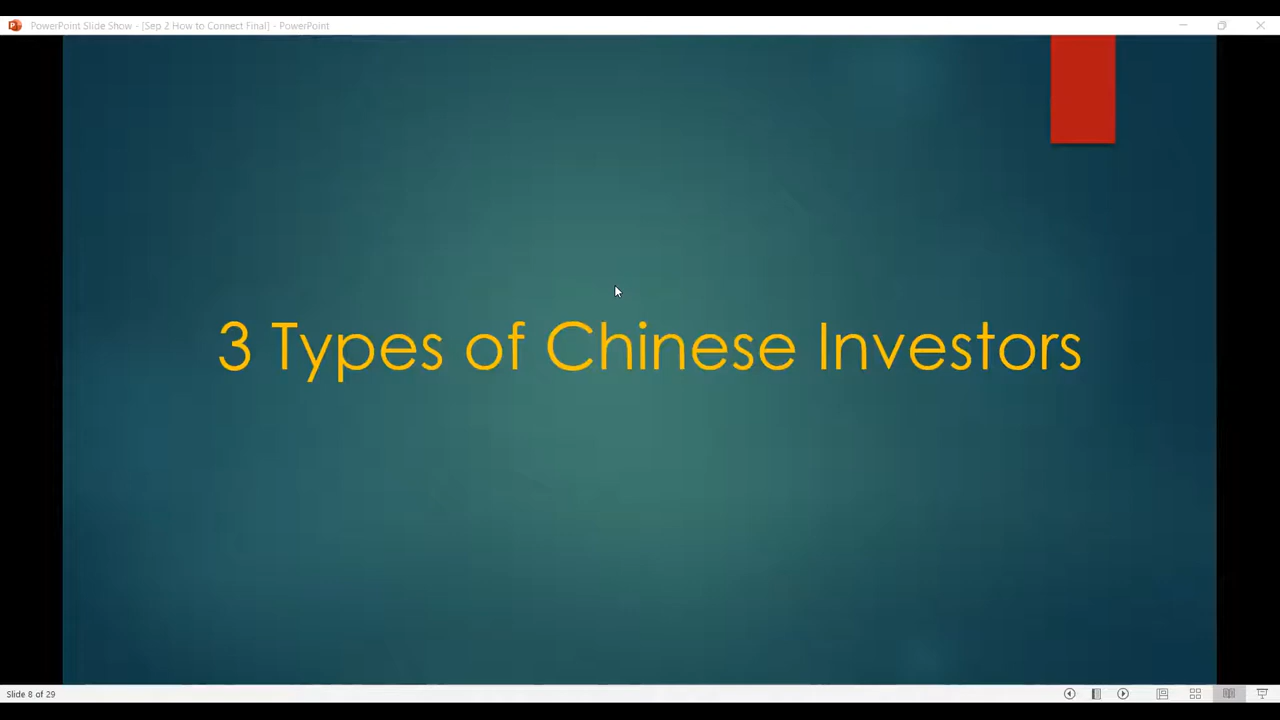 PowerPoint Slide Show - [Sep 2 How to Connect Final] - PowerPoint
3 Types of Chinese Investors
Slide 8 of 29